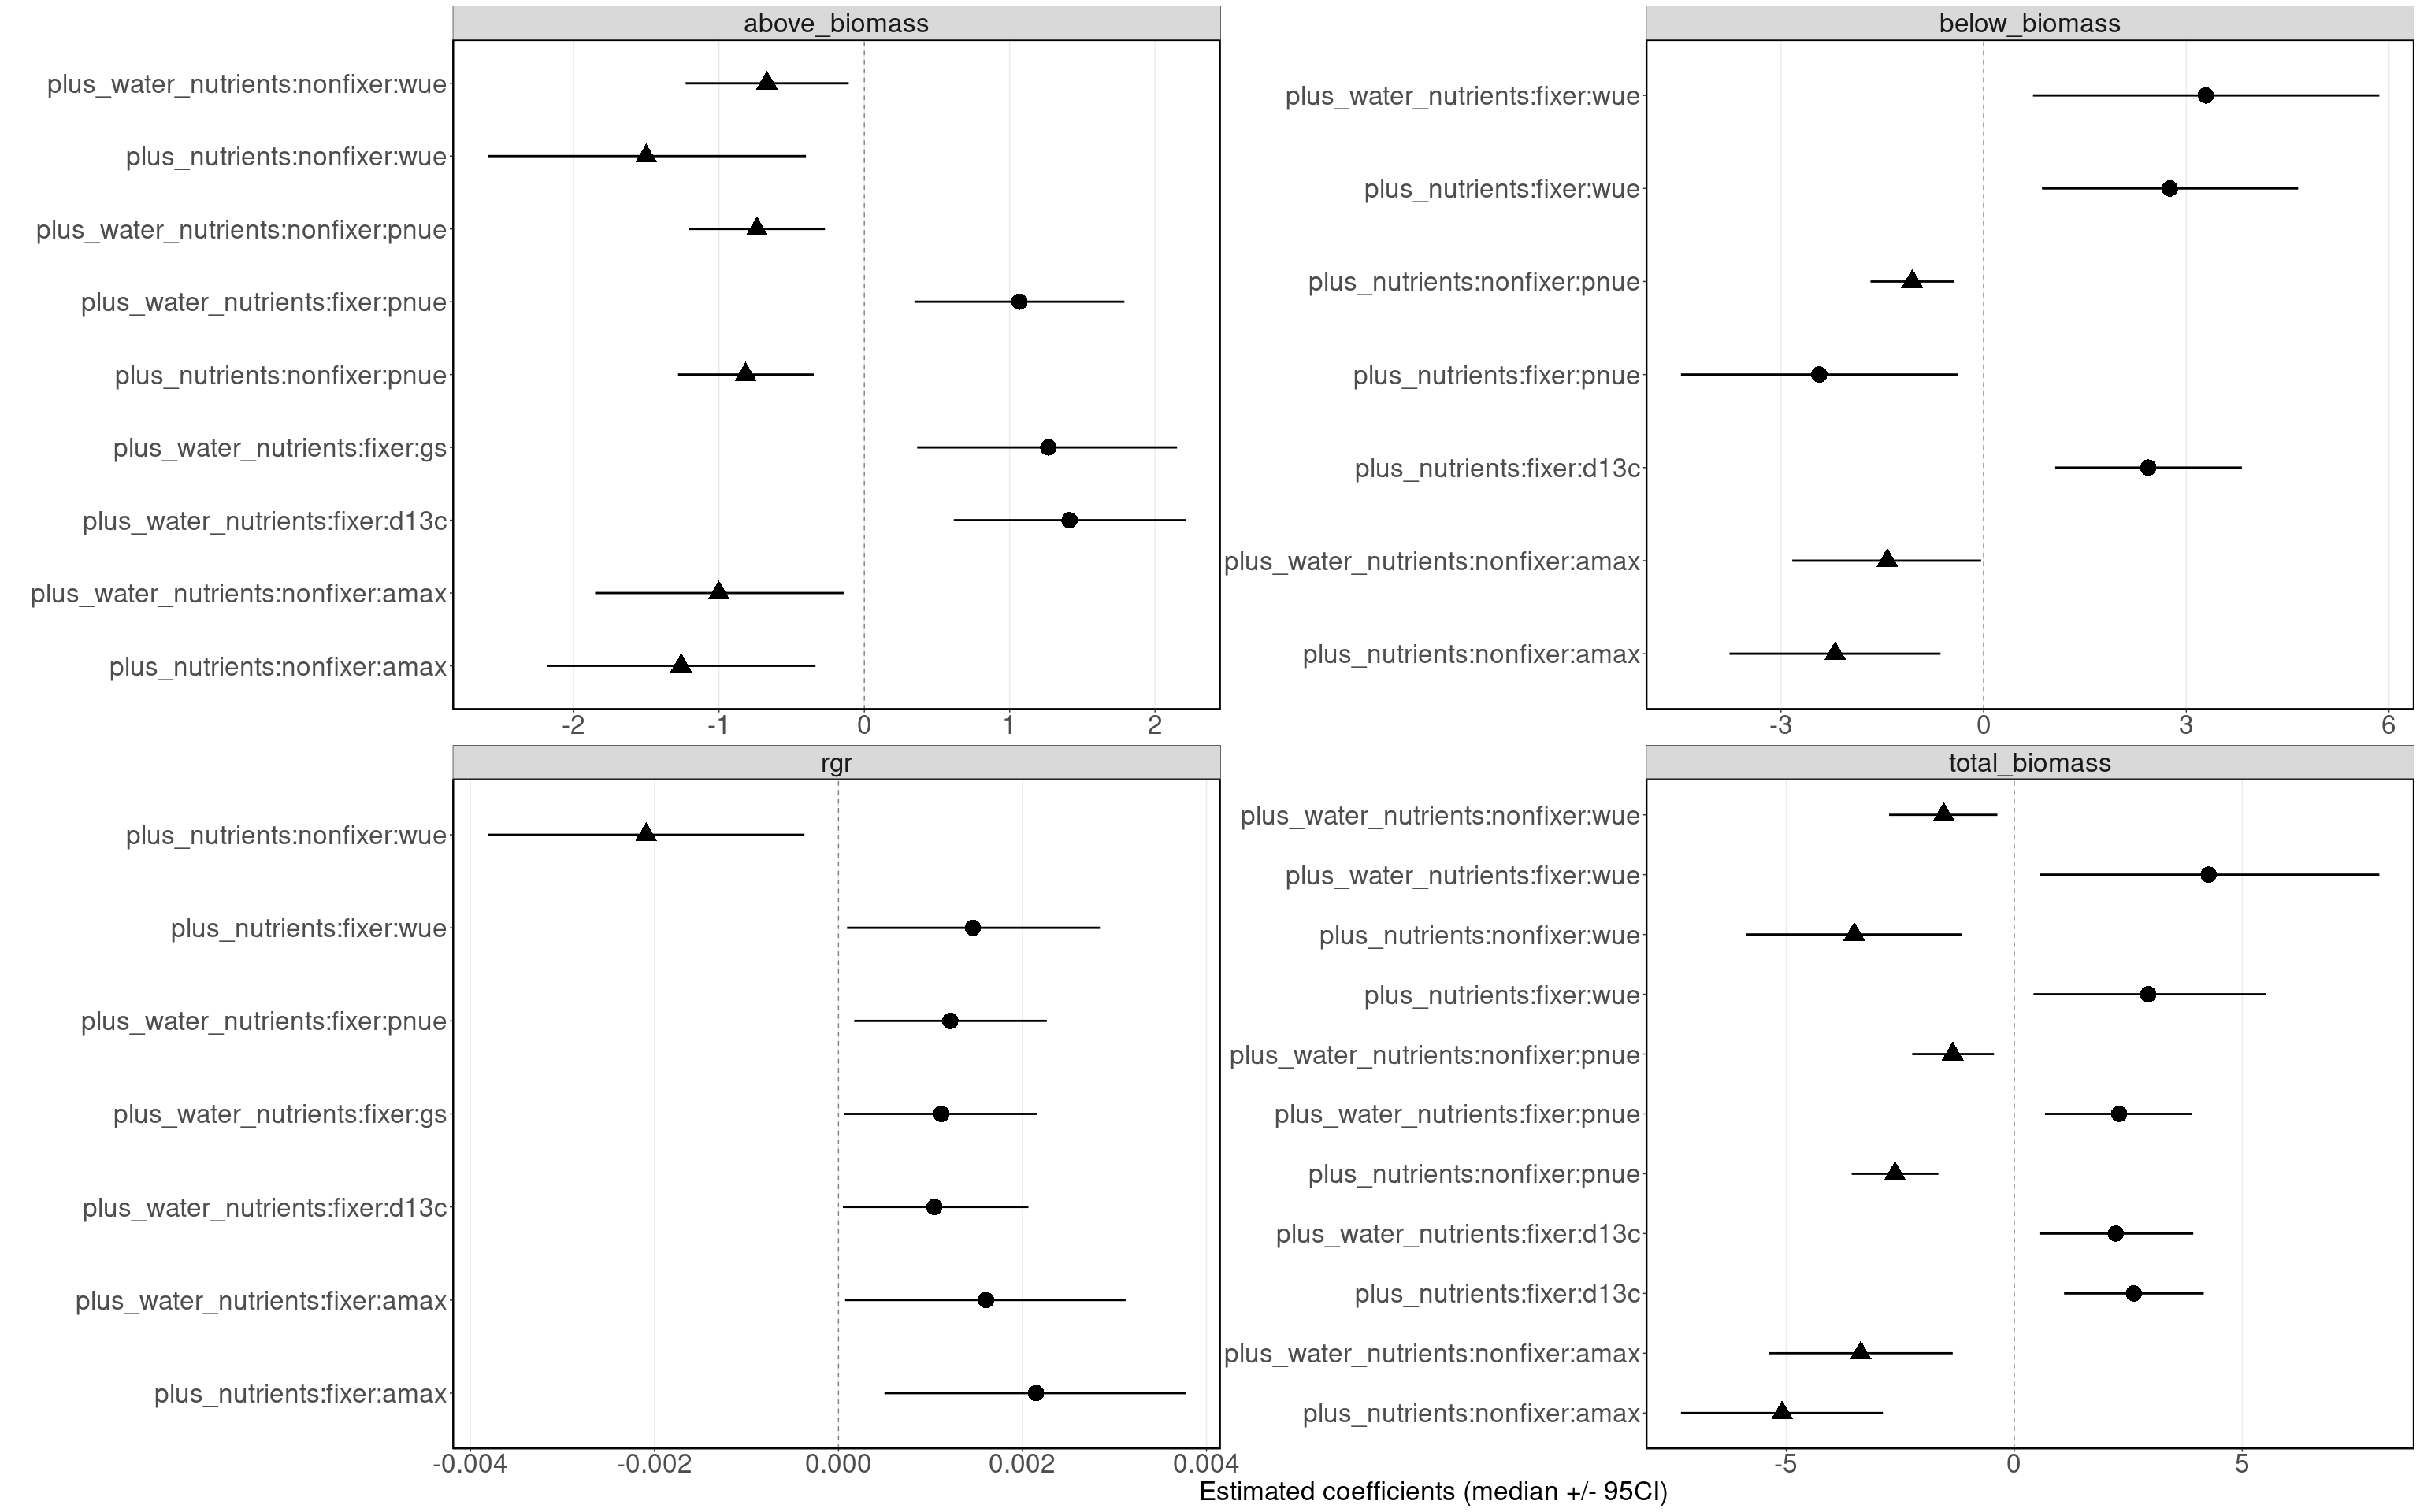 above_biomass
plus_water_nutrients:nonfixer:wue
plus_nutrients:nonfixer:wue
plus_water_nutrients:nonfixer:pnue
plus_water_nutrients:fixer:pnue
plus_nutrients:nonfixer:pnue
plus_water_nutrients:fixer:gs
plus_water_nutrients:fixer:d13c
plus_water_nutrients:nonfixer:amax
plus_nutrients:nonfixer:amax
-2 -1 0 1 2
below_biomass
plus_water_nutrients:fixer:wue
plus_nutrients:fixer:wue
plus_nutrients:nonfixer:pnue
plus_nutrients:fixer:pnue
plus_nutrients:fixer:d13c
plus_water_nutrients:nonfixer:amax
plus_nutrients:nonfixer:amax
-3 0 3 6
rgr
plus_nutrients:nonfixer:wue
plus_nutrients:fixer:wue
plus_water_nutrients:fixer:pnue
plus_water_nutrients:fixer:gs
plus_water_nutrients:fixer:d13c
plus_water_nutrients:fixer:amax
plus_nutrients:fixer:amax
-0.004 -0.002 0.000 0.002 0.004
total_biomass
plus_water_nutrients:nonfixer:wue
plus_water_nutrients:fixer:wue
plus_nutrients:nonfixer:wue
plus_nutrients:fixer:wue
plus_water_nutrients:nonfixer:pnue
plus_water_nutrients:fixer:pnue
plus_nutrients:nonfixer:pnue
plus_water_nutrients:fixer:d13c
plus_nutrients:fixer:d13c
plus_water_nutrients:nonfixer:amax
plus_nutrients:nonfixer:amax
-5 0 5
Estimated coefficients (median +/- 95CI)